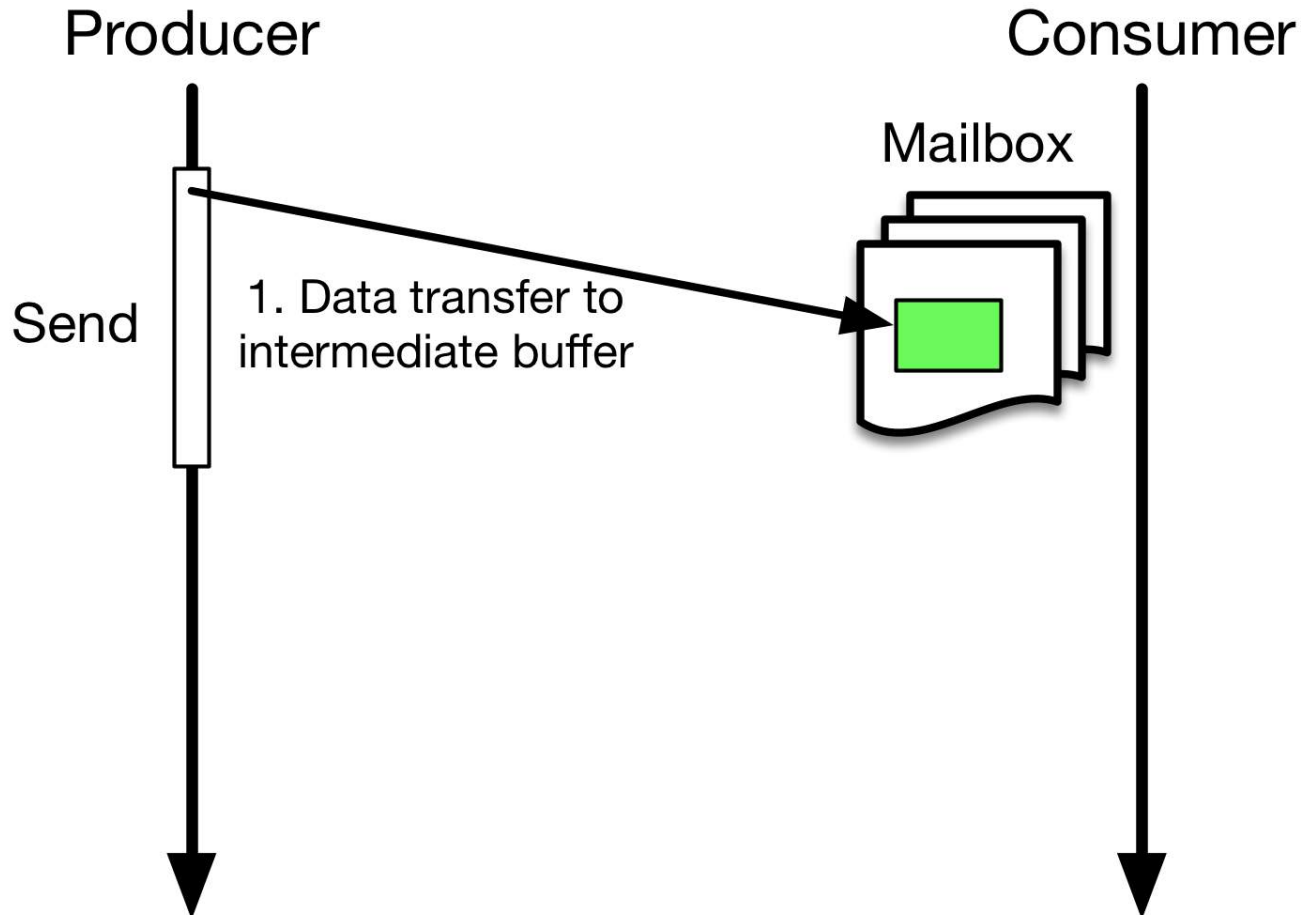 Producer
Consumer
Mailbox
Send
1. Data transfer to
intermediate buffer